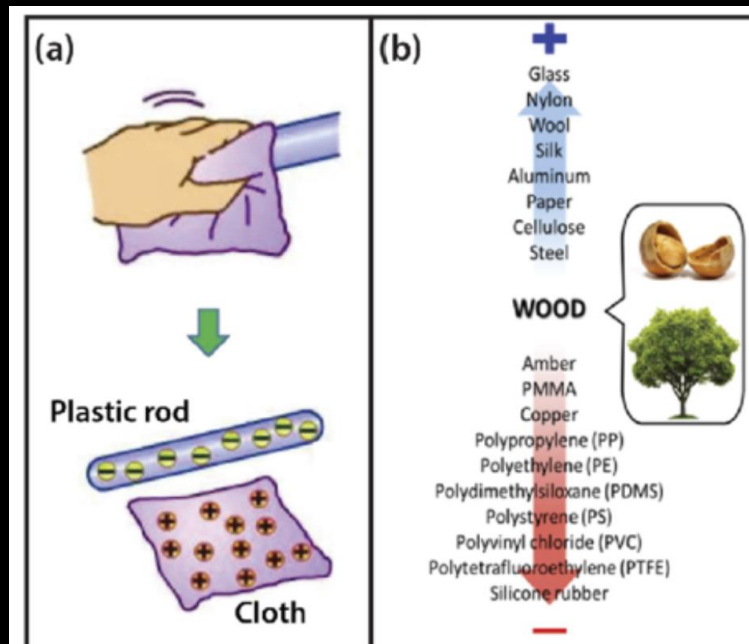 (a)
Plastic rod
Cloth
(b)
+
Glass
Nylon
Wool
Silk
Aluminum
Paper
Cellulose
Steel
WOOD
Amber
PMMA
Copper
Polypropylene (PP)
Polyethylene (PE)
Polydimethylsiloxane (PDMS)
Polystyrene (PS)
Polyvinyl chloride (PVC)
Polytetrafluoroethylene (PTFE)
Silicone rubber
−